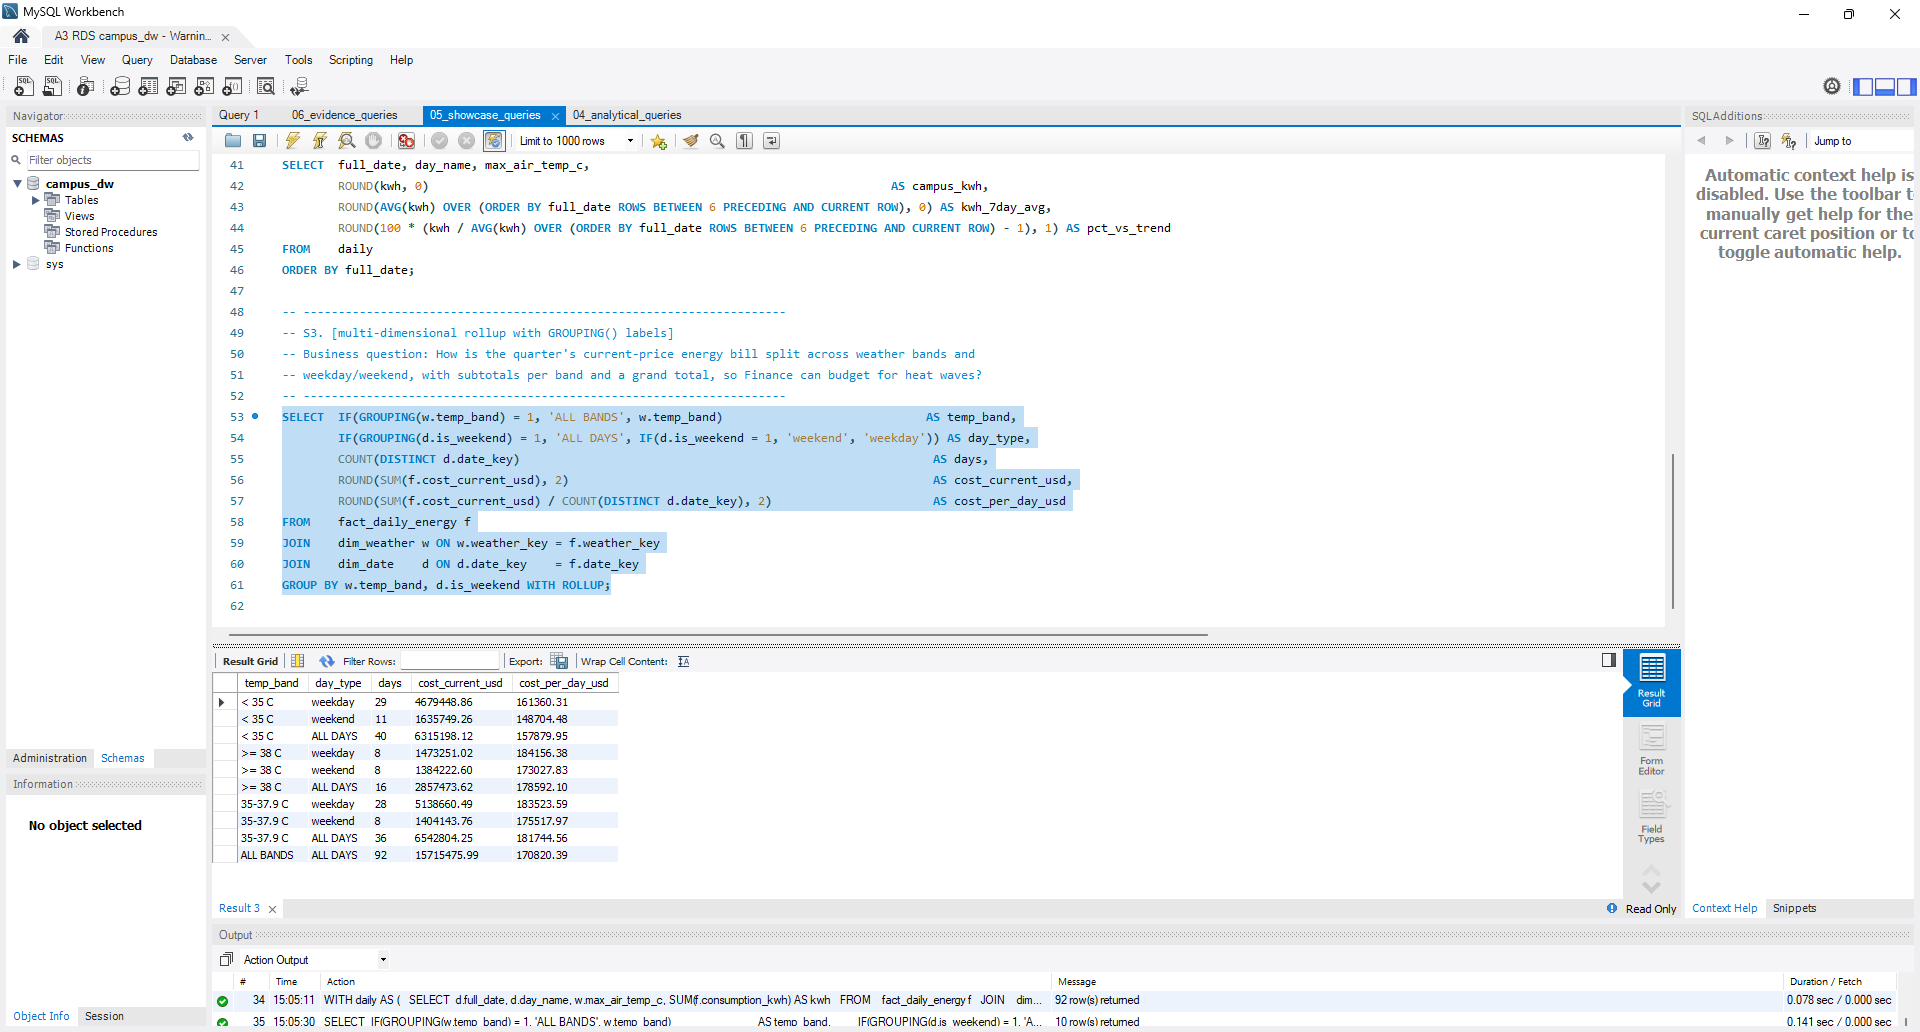 MySQL Workbench
A3 RDS campus_dw - Warnin...
File Edit View Query Database Server Tools Scripting Help
Navigator
SCHEMAS
Filter objects
campus_dw
Tables
Views
Stored Procedures
Functions
sys
Administration Schemas
Information
No object selected
Object Info Session
Query 1 06_evidence_queries 05_showcase_queries 04_analytical_queries
Limit to 1000 rows
41 SELECT full_date, day_name, max_air_temp_c,
42 ROUND(kwh, 0) AS campus_kwh,
43 ROUND(AVG(kwh) OVER (ORDER BY full_date ROWS BETWEEN 6 PRECEDING AND CURRENT ROW), 0) AS kwh_7day_avg,
44 ROUND(100 * (kwh / AVG(kwh) OVER (ORDER BY full_date ROWS BETWEEN 6 PRECEDING AND CURRENT ROW) - 1), 1) AS pct_vs_trend
45 FROM daily
46 ORDER BY full_date;
47
48 -- ---------------------------------------------------------------------
49 -- S3. [multi-dimensional rollup with GROUPING() labels]
50 -- Business question: How is the quarter's current-price energy bill split across weather bands and
51 -- weekday/weekend, with subtotals per band and a grand total, so Finance can budget for heat waves?
52 -- ---------------------------------------------------------------------
53 SELECT IF(GROUPING(w.temp_band) = 1, 'ALL BANDS', w.temp_band) AS temp_band,
54 IF(GROUPING(d.is_weekend) = 1, 'ALL DAYS', IF(d.is_weekend = 1, 'weekend', 'weekday')) AS day_type,
55 COUNT(DISTINCT d.date_key) AS days,
56 ROUND(SUM(f.cost_current_usd), 2) AS cost_current_usd,
57 ROUND(SUM(f.cost_current_usd) / COUNT(DISTINCT d.date_key), 2) AS cost_per_day_usd
58 FROM fact_daily_energy f
59 JOIN dim_weather w ON w.weather_key = f.weather_key
60 JOIN dim_date d ON d.date_key = f.date_key
61 GROUP BY w.temp_band, d.is_weekend WITH ROLLUP;
62
Result Grid Filter Rows: Export: Wrap Cell Content:
temp_band day_type days cost_current_usd cost_per_day_usd
< 35 C weekday 29 4679448.86 161360.31
< 35 C weekend 11 1635749.26 148704.48
< 35 C ALL DAYS 40 6315198.12 157879.95
>= 38 C weekday 8 1473251.02 184156.38
>= 38 C weekend 8 1384222.60 173027.83
>= 38 C ALL DAYS 16 2857473.62 178592.10
35-37.9 C weekday 28 5138660.49 183523.59
35-37.9 C weekend 8 1404143.76 175517.97
35-37.9 C ALL DAYS 36 6542804.25 181744.56
ALL BANDS ALL DAYS 92 15715475.99 170820.39
Result Grid
Form Editor
Field Types
Result 3
Read Only
SQLAdditions
Jump to
Automatic context help is
disabled. Use the toolbar t
manually get help for the
current caret position or to
toggle automatic help.
Context Help Snippets
Output
Action Output
# Time Action Message Duration / Fetch
34 15:05:11 WITH daily AS ( SELECT d.full_date, d.day_name, w.max_air_temp_c, SUM(f.consumption_kwh) AS kwh FROM fact_daily_energy f JOIN dim... 92 row(s) returned 0.078 sec / 0.000 sec
35 15:05:30 SELECT IF(GROUPING(w.temp_band) = 1, 'ALL BANDS', w.temp_band) AS temp_band, IF(GROUPING(d.is_weekend) = 1, 'A... 10 row(s) returned 0.141 sec / 0.000 sec